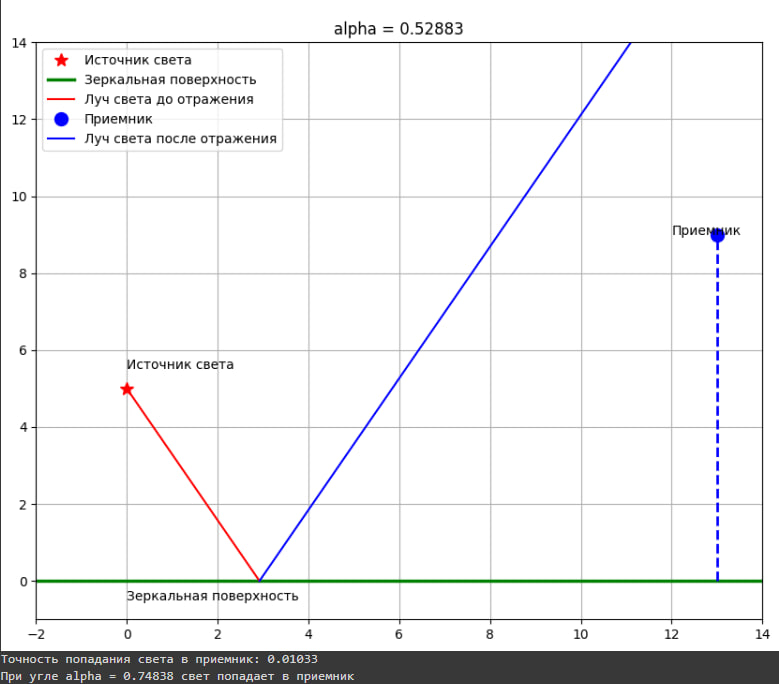 alpha = 0.52883
14
12
10
8
6
4
2
0
Источник света
Зеркальная поверхность
Луч света до отражения
Приемник
Луч света после отражения
Приемник
Источник света
Зеркальная поверхность
−2 0 2 4 6 8 10 12 14
Точность попадания света в приемник: 0.01033
При угле alpha = 0.74838 свет попадает в приемник